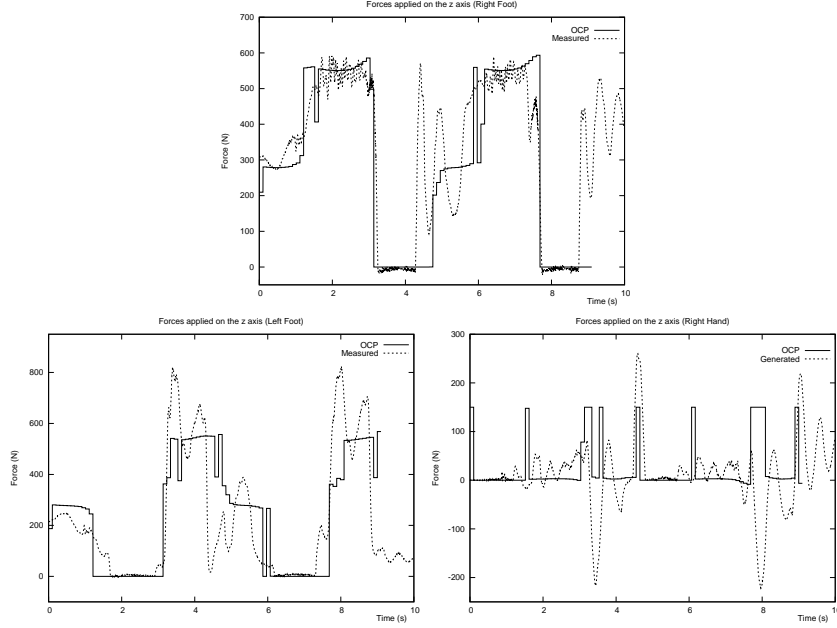 Forces applied on the z axis (Right Foot)
700
600
500
400
300
200
100
0
Force (N)
OCP
Measured
0 2 4 6 8 10
Time (s)
Forces applied on the z axis (Left Foot)
800
600
400
200
0
Force (N)
OCP
Measured
0 2 4 6 8 10
Time (s)
Forces applied on the z axis (Right Hand)
300
200
100
0
-100
-200
Force (N)
OCP
Generated
0 2 4 6 8 10
Time (s)